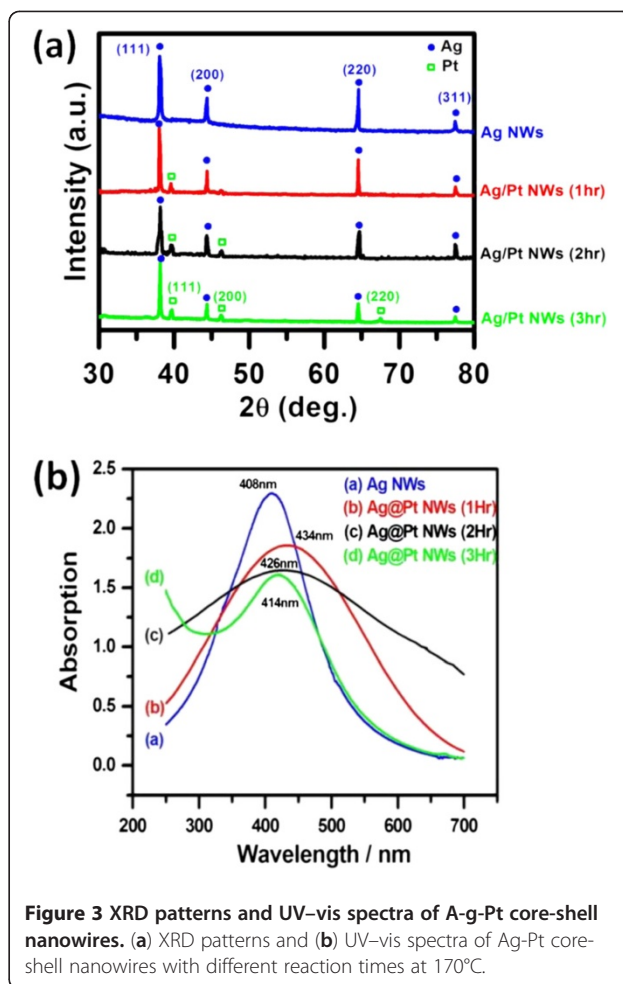 (a)
(111)
(200)
(220)
(311)
Ag
Pt
Ag NWs
Ag/Pt NWs (1hr)
Ag/Pt NWs (2hr)
(111)
(200)
(220)
Ag/Pt NWs (3hr)
Intensity (a.u.)
30 40 50 60 70 80
2θ (deg.)
(b)
2.5
2.0
1.5
1.0
0.5
0.0
Absorption
408nm
434nm
426nm
414nm
(a) Ag NWs
(b) Ag@Pt NWs (1Hr)
(c) Ag@Pt NWs (2Hr)
(d) Ag@Pt NWs (3Hr)
(d)
(c)
(b)
(a)
200 300 400 500 600 700
Wavelength / nm
Figure 3 XRD patterns and UV–vis spectra of A-g-Pt core-shell
nanowires. (a) XRD patterns and (b) UV–vis spectra of Ag-Pt core-
shell nanowires with different reaction times at 170°C.